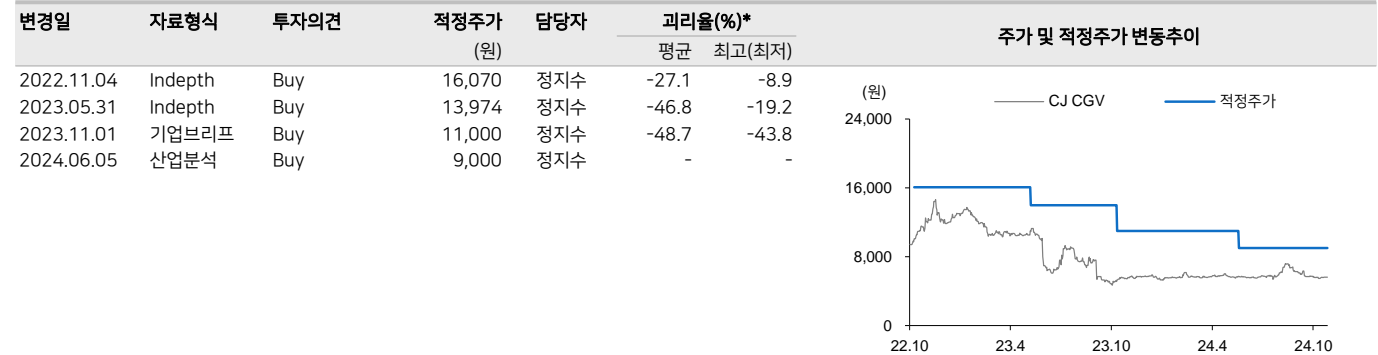 변경일 자료형식 투자의견 적정주가 담당자 괴리율(%)*
(원) 평균 최고(최저)
2022.11.04 Indepth Buy 16,070 정지수 -27.1 -8.9
2023.05.31 Indepth Buy 13,974 정지수 -46.8 -19.2
2023.11.01 기업브리프 Buy 11,000 정지수 -48.7 -43.8
2024.06.05 산업분석 Buy 9,000 정지수 - -
주가 및 적정주가 변동추이
(원) CJ CGV 적정주가
24,000
16,000
8,000
0
22.10 23.4 23.10 24.4 24.10